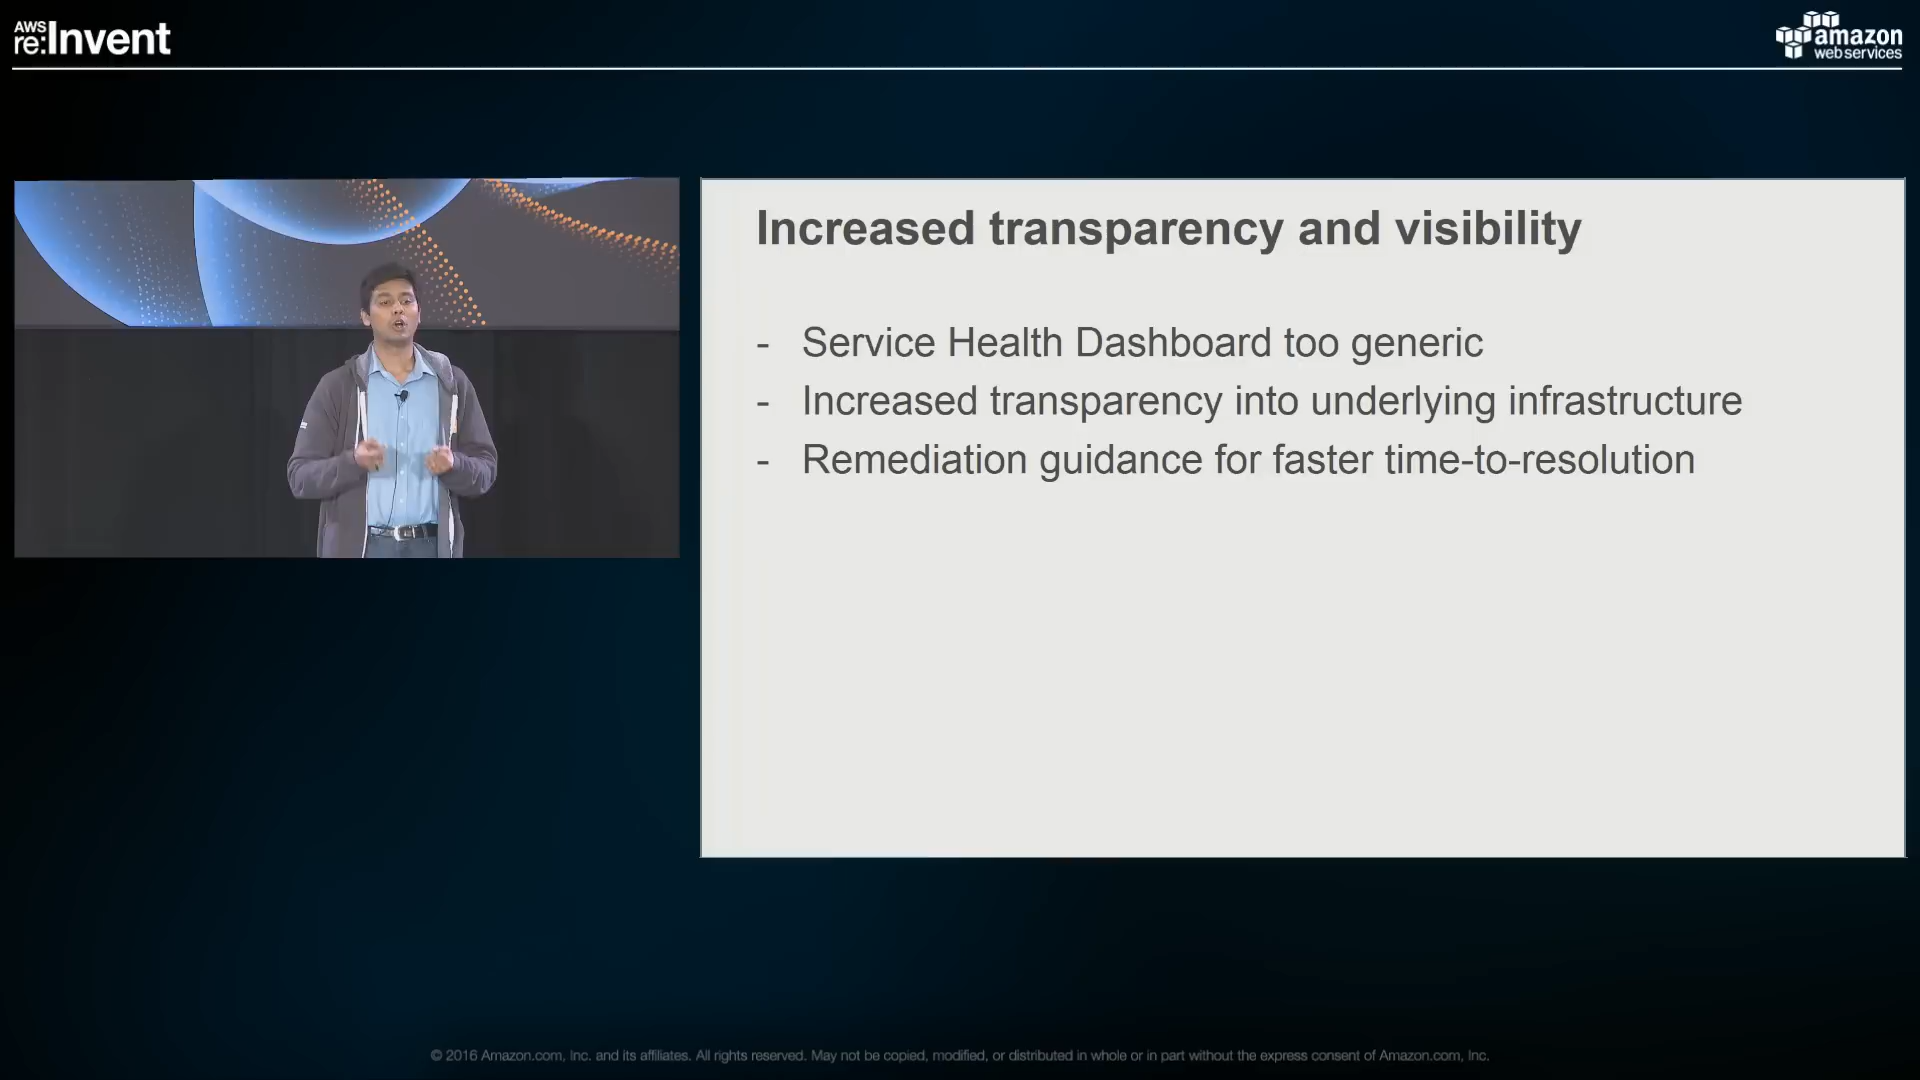 AWS
re:Invent
amazon
web services
Increased transparency and visibility
- Service Health Dashboard too generic
- Increased transparency into underlying infrastructure
- Remediation guidance for faster time-to-resolution
© 2016 Amazon.com, Inc. and its affiliates. All rights reserved. May not be copied, modified, or distributed in whole or in part without the express consent of Amazon.com, Inc.